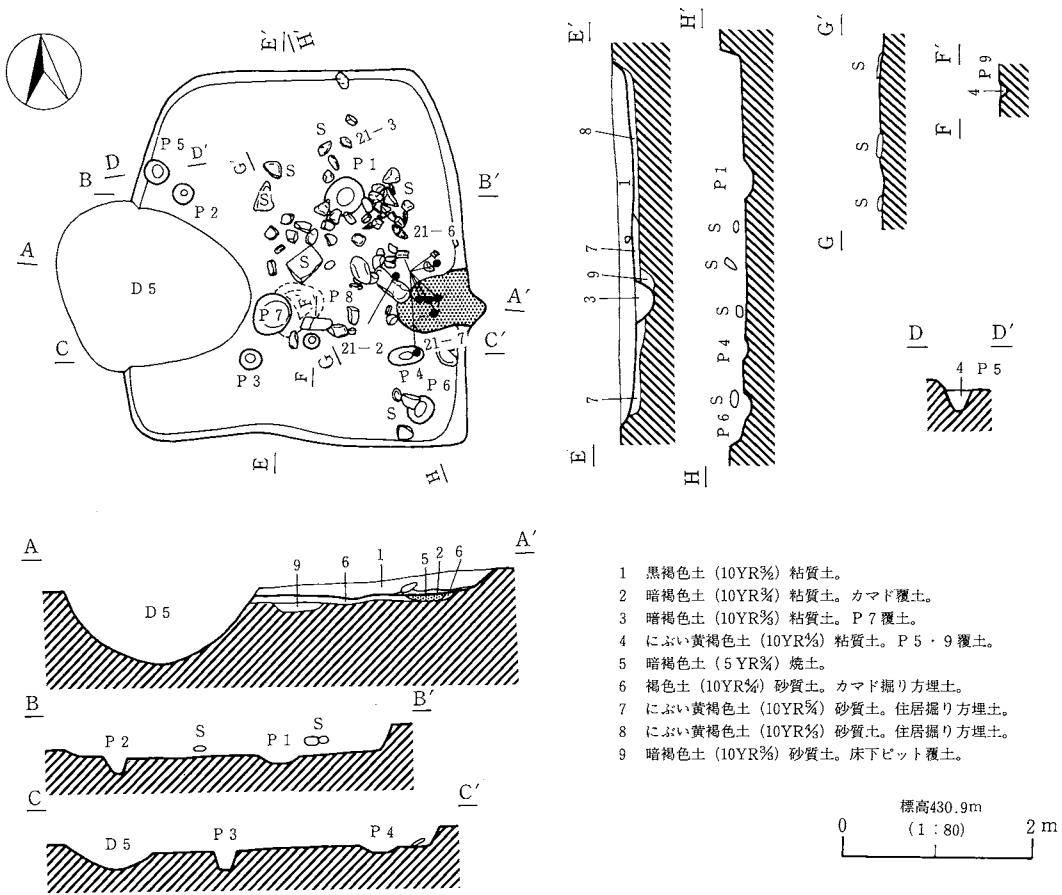 E′ H′
P 5
D D′
B
P 2
A
D 5
C
P 3
G′
S
S
S
21−3
P 1
S
B′
21−6
S
A′
P 8
F′
P 7
C′
21−2
21−7
F
G
P 4
P 6
S
E
H
E′
8
1
7
9
3
7
E
H′
P 1
S
S
S
P 4
S
P 6
H
G′
S
S
S
G
F′
P 9
4
F
D D′
4 P 5
A A′
D 5
9 6 1 5 2 6
B B′
P 2 S P 1 S
C C′
D 5 P 3 P 4
1 黒褐色土 (10YR⅔) 粘質土。
2 暗褐色土 (10YR¾) 粘質土。カマド覆土。
3 暗褐色土 (10YR¾) 粘質土。P 7 覆土。
4 にぶい黄褐色土 (10YR4/3) 粘質土。P 5・9 覆土。
5 暗褐色土 (5 YR¾) 焼土。
6 褐色土 (10YR4/4) 砂質土。カマド掘り方埋土。
7 にぶい黄褐色土 (10YR5/4) 砂質土。住居掘り方埋土。
8 にぶい黄褐色土 (10YR4/3) 砂質土。住居掘り方埋土。
9 暗褐色土 (10YR3/3) 砂質土。床下ピット覆土。
標高430.9m
0 (1：80) 2 m